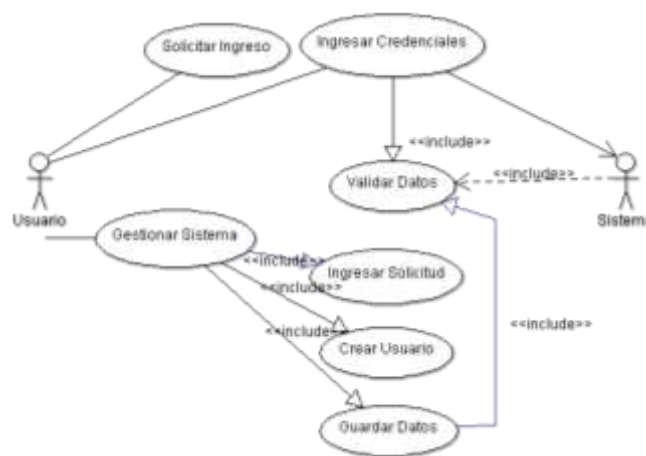 Solicitar Ingreso
Ingresar Credenciales
<<include>>
Validar Datos
<<include>>
Usuario
Sistema
Gestionar Sistema
<<include>>
Ingresar Solicitud
<<include>>
<<include>>
<<include>>
Crear Usuario
Guardar Datos